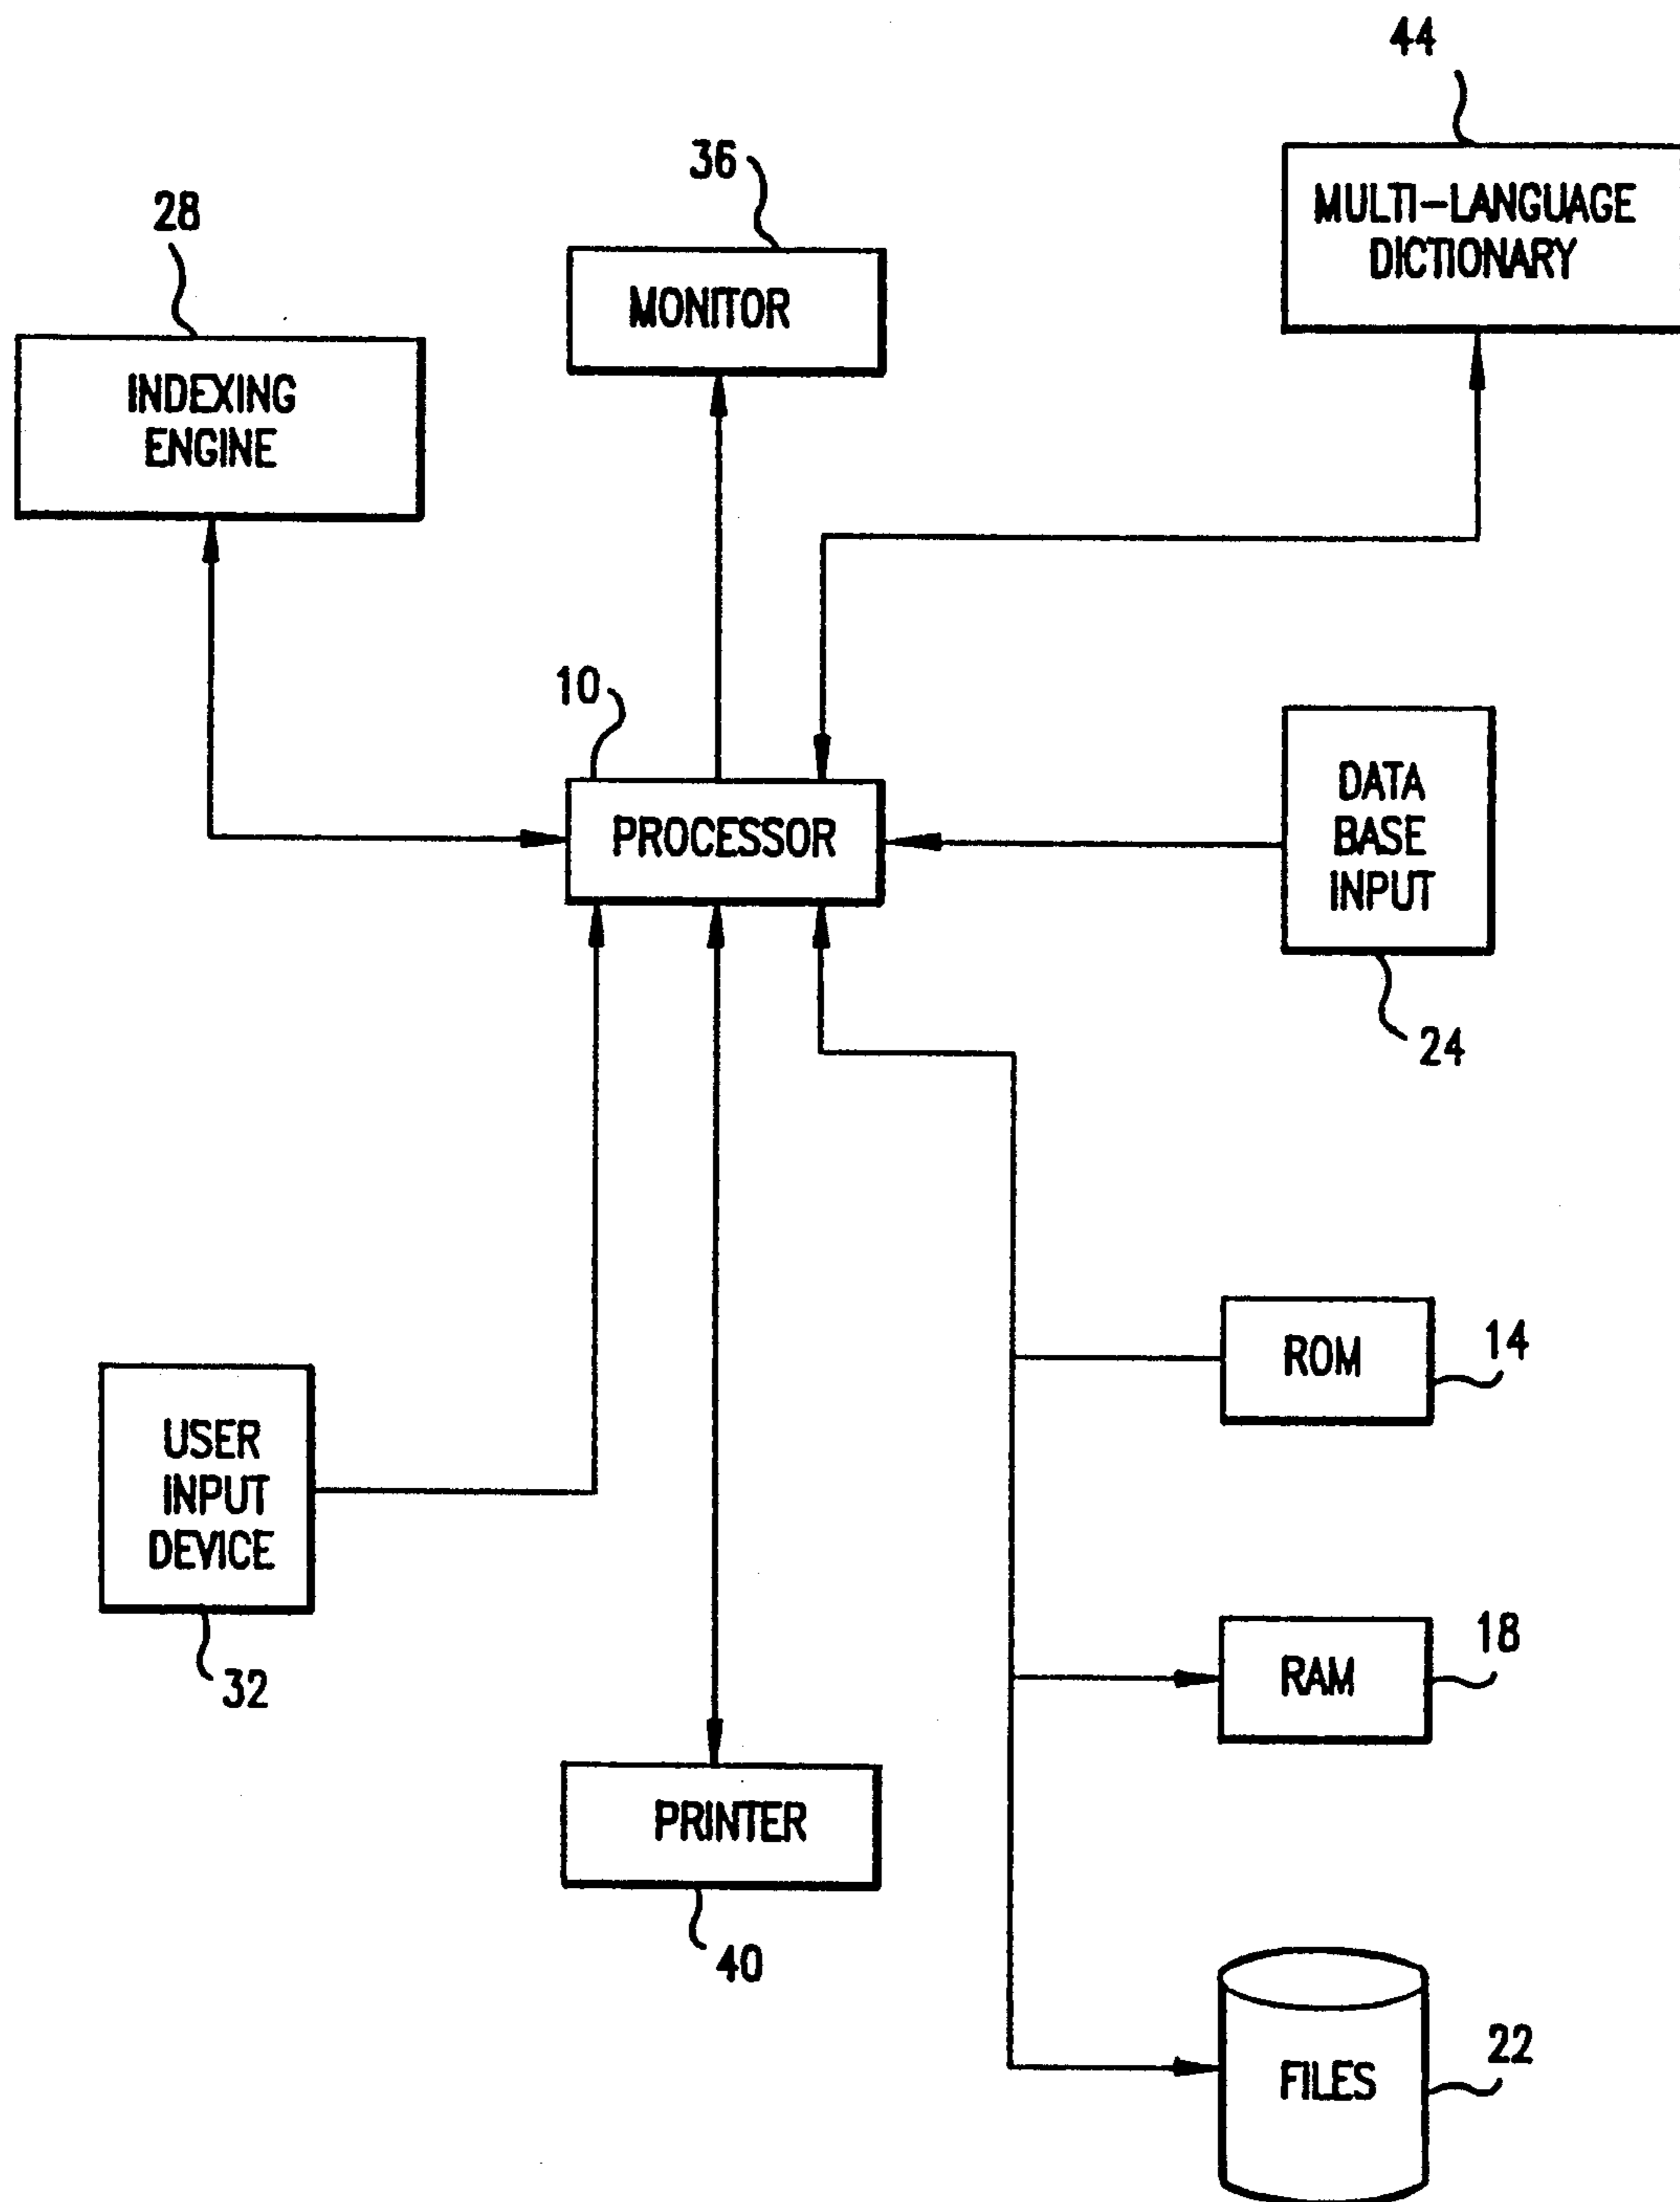 44
36
28
MULTI-LANGUAGE
DICTIONARY
MONITOR
INDEXING
ENGINE
10
PROCESSOR
DATA
BASE
INPUT
24
ROM
14
USER
INPUT
DEVICE
32
RAM
18
PRINTER
40
FILES
22